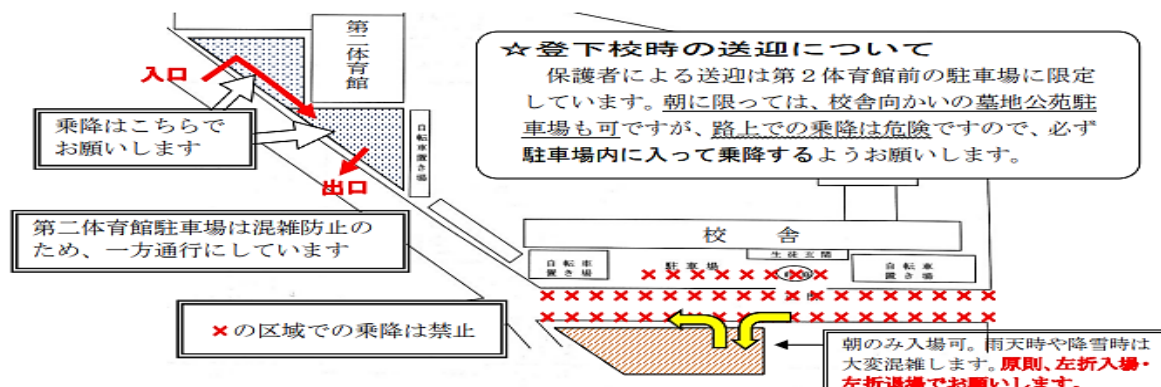 第二体育館
☆登下校時の送迎について
保護者による送迎は第２体育館前の駐車場に限定
しています。朝に限っては、校舎向かいの墓地公苑駐
車場も可ですが、路上での乗降は危険ですので、必ず
駐車場内に入って乗降するようお願いします。
入口
乗降はこちらで
お願いします
自転車置き場
出口
第二体育館駐車場は混雑防止の
ため、一方通行にしています
校　舎
自転車
置き場
駐車場
生徒玄関
自転車
置き場
×の区域での乗降は禁止
朝のみ入場可。雨天時や降雪時は
大変混雑します。原則、左折入場・
左折退場でお願いします。